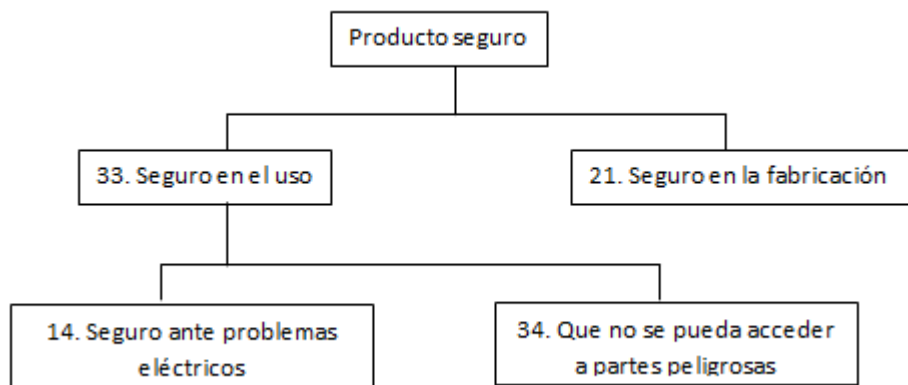 Producto seguro
33. Seguro en el uso
21. Seguro en la fabricación
14. Seguro ante problemas
eléctricos
34. Que no se pueda acceder
a partes peligrosas